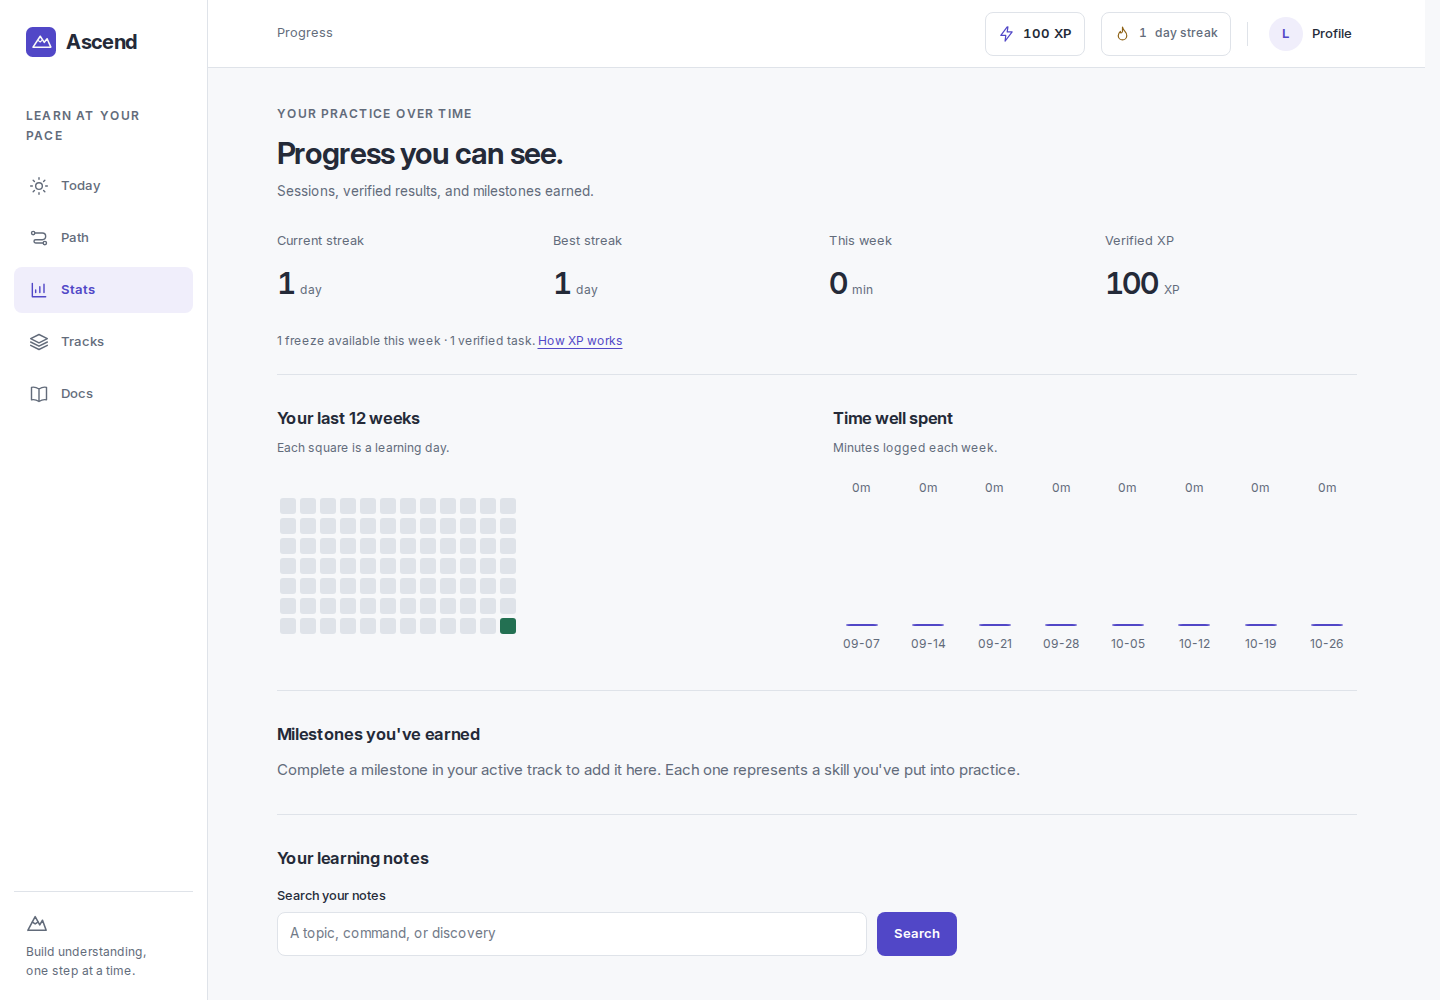 Ascend
LEARN AT YOUR
PACE
Today
Path
Stats
Tracks
Docs
Build understanding,
one step at a time.
Progress
100 XP
1 day streak
L
Profile
YOUR PRACTICE OVER TIME
Progress you can see.
Sessions, verified results, and milestones earned.
Current streak
1 day
Best streak
1 day
This week
0 min
Verified XP
100 XP
1 freeze available this week · 1 verified task. How XP works
Your last 12 weeks
Each square is a learning day.
Time well spent
Minutes logged each week.
0m 0m 0m 0m 0m 0m 0m 0m
09-07 09-14 09-21 09-28 10-05 10-12 10-19 10-26
Milestones you've earned
Complete a milestone in your active track to add it here. Each one represents a skill you've put into practice.
Your learning notes
Search your notes
A topic, command, or discovery
Search